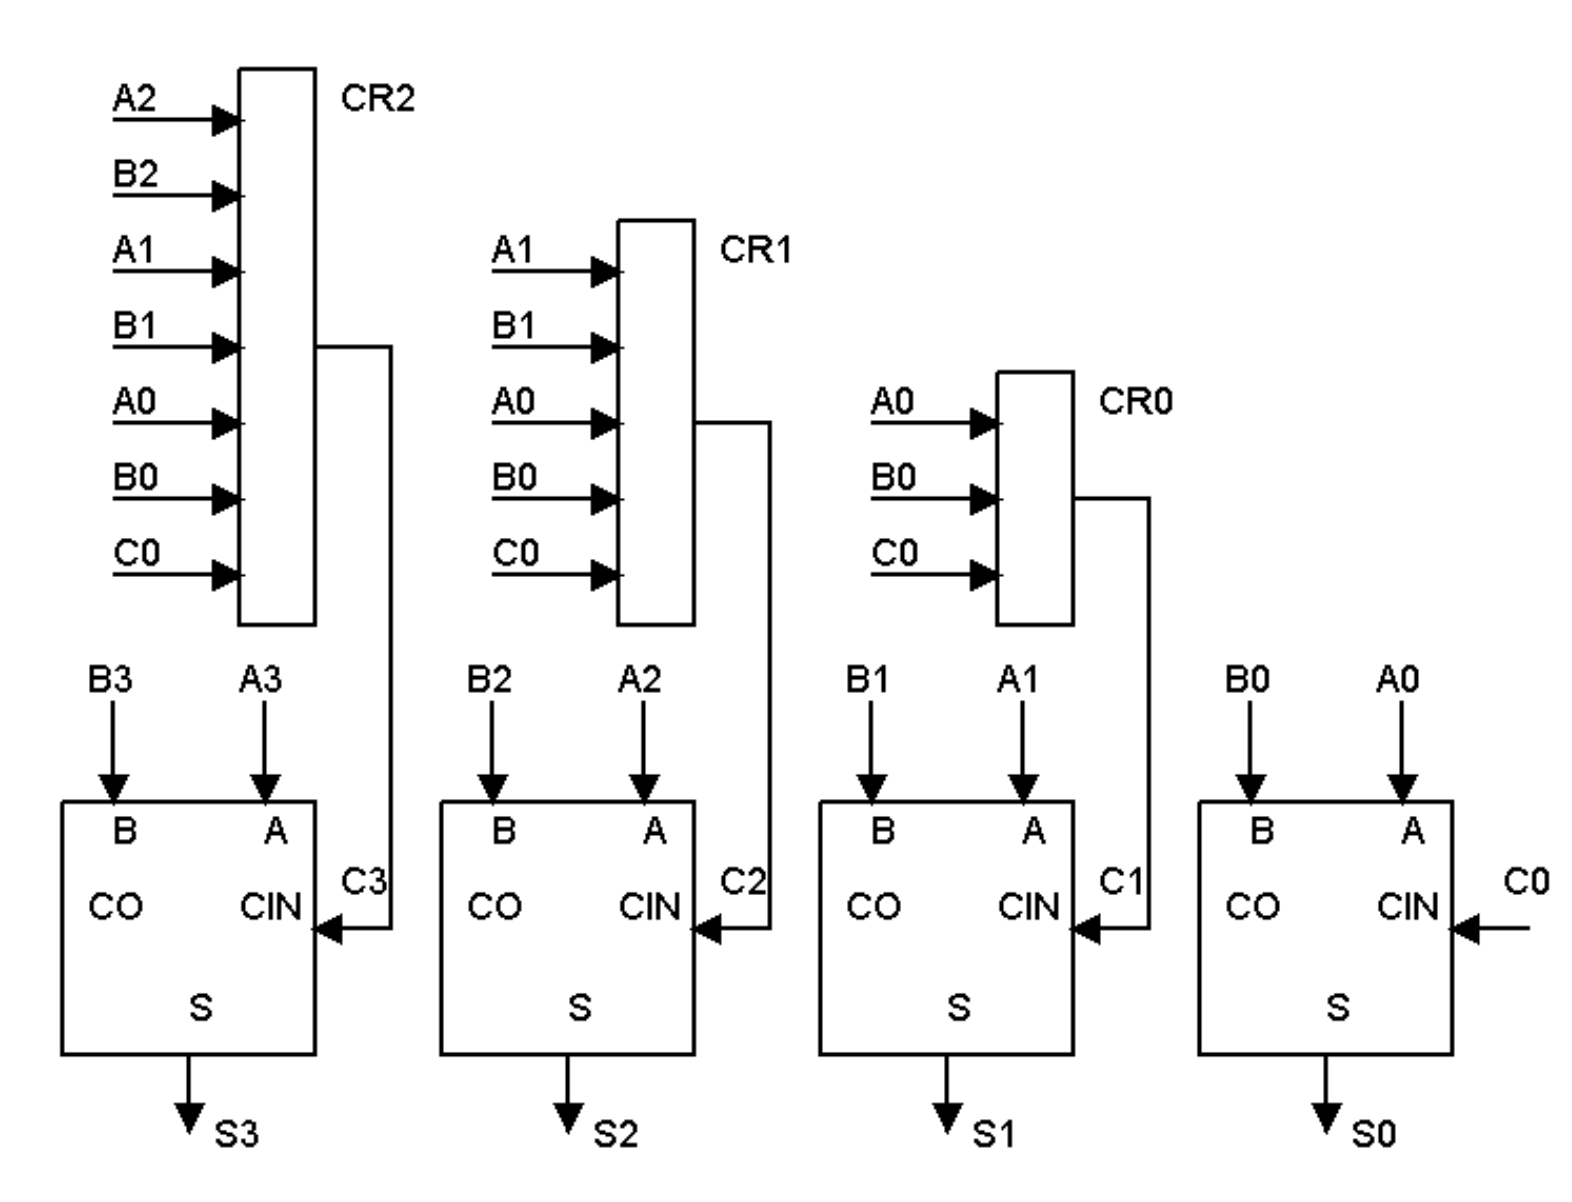 A2 CR2
B2
A1 A1 CR1
B1 B1
A0 A0 A0 CR0
B0 B0 B0
C0 C0 C0
B3 A3 B2 A2 B1 A1 B0 A0
B A B A B A B A
C3 C2 C1 C0
CO CIN CO CIN CO CIN CO CIN
S S S S
S3 S2 S1 S0